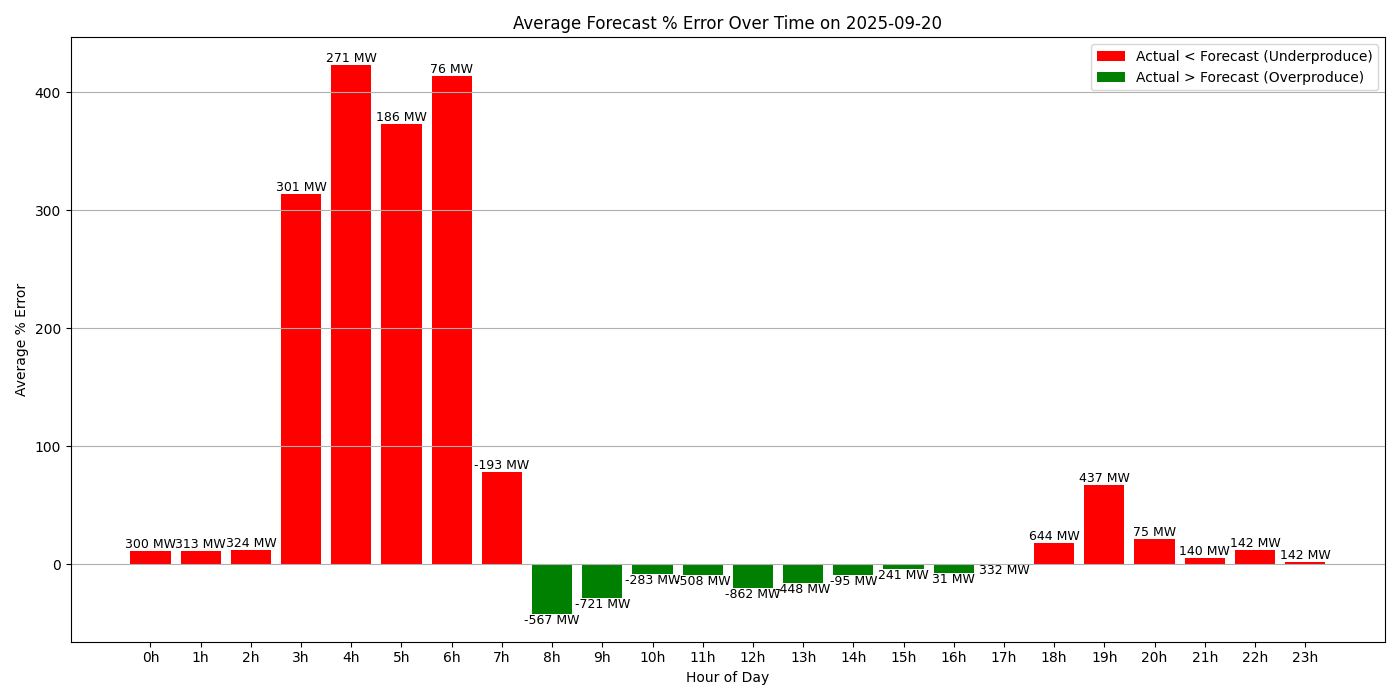 Average Forecast % Error Over Time on 2025-09-20
Actual < Forecast (Underproduce)
Actual > Forecast (Overproduce)
Average % Error
400
300
200
100
0
300 MW
313 MW
324 MW
301 MW
271 MW
186 MW
76 MW
-193 MW
-567 MW
-721 MW
-283 MW
-508 MW
-862 MW
-448 MW
-95 MW
241 MW
31 MW
332 MW
644 MW
437 MW
75 MW
140 MW
142 MW
142 MW
0h 1h 2h 3h 4h 5h 6h 7h 8h 9h 10h 11h 12h 13h 14h 15h 16h 17h 18h 19h 20h 21h 22h 23h
Hour of Day